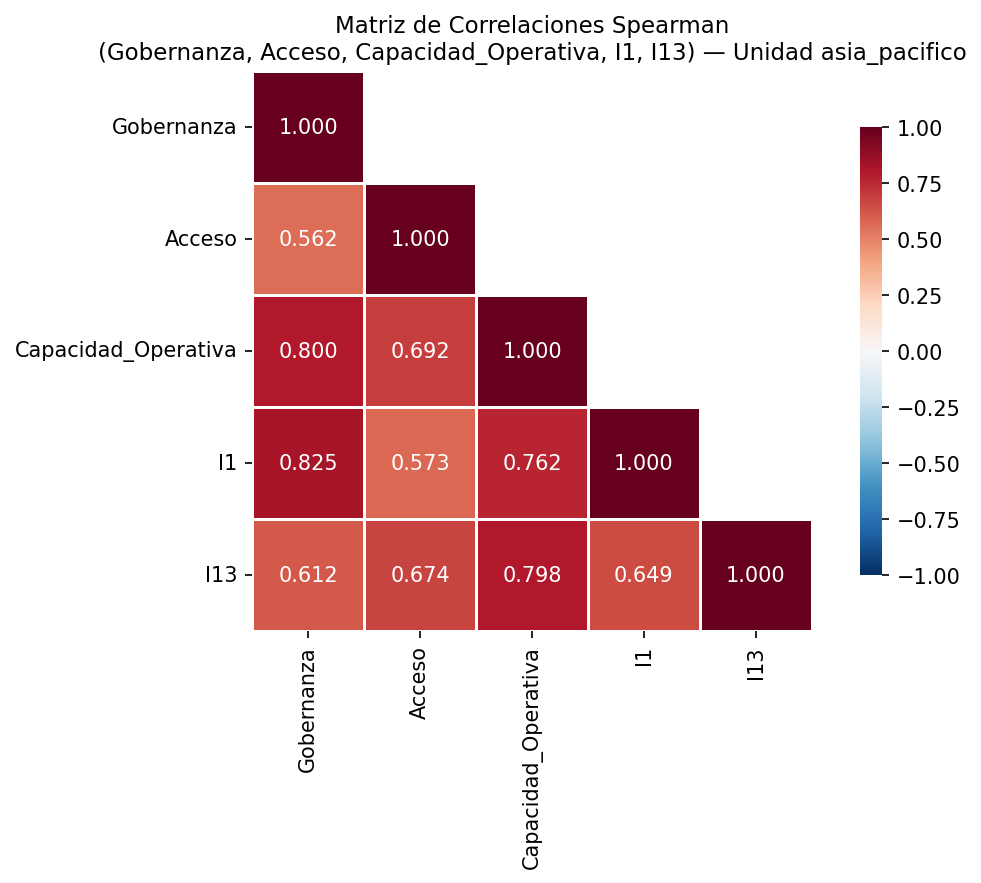 Matriz de Correlaciones Spearman
(Gobernanza, Acceso, Capacidad_Operativa, I1, I13) — Unidad asia_pacifico
Gobernanza 1.000
Acceso 0.562 1.000
Capacidad_Operativa 0.800 0.692 1.000
I1 0.825 0.573 0.762 1.000
I13 0.612 0.674 0.798 0.649 1.000
Gobernanza
Acceso
Capacidad_Operativa
I1
I13
1.00
0.75
0.50
0.25
0.00
−0.25
−0.50
−0.75
−1.00